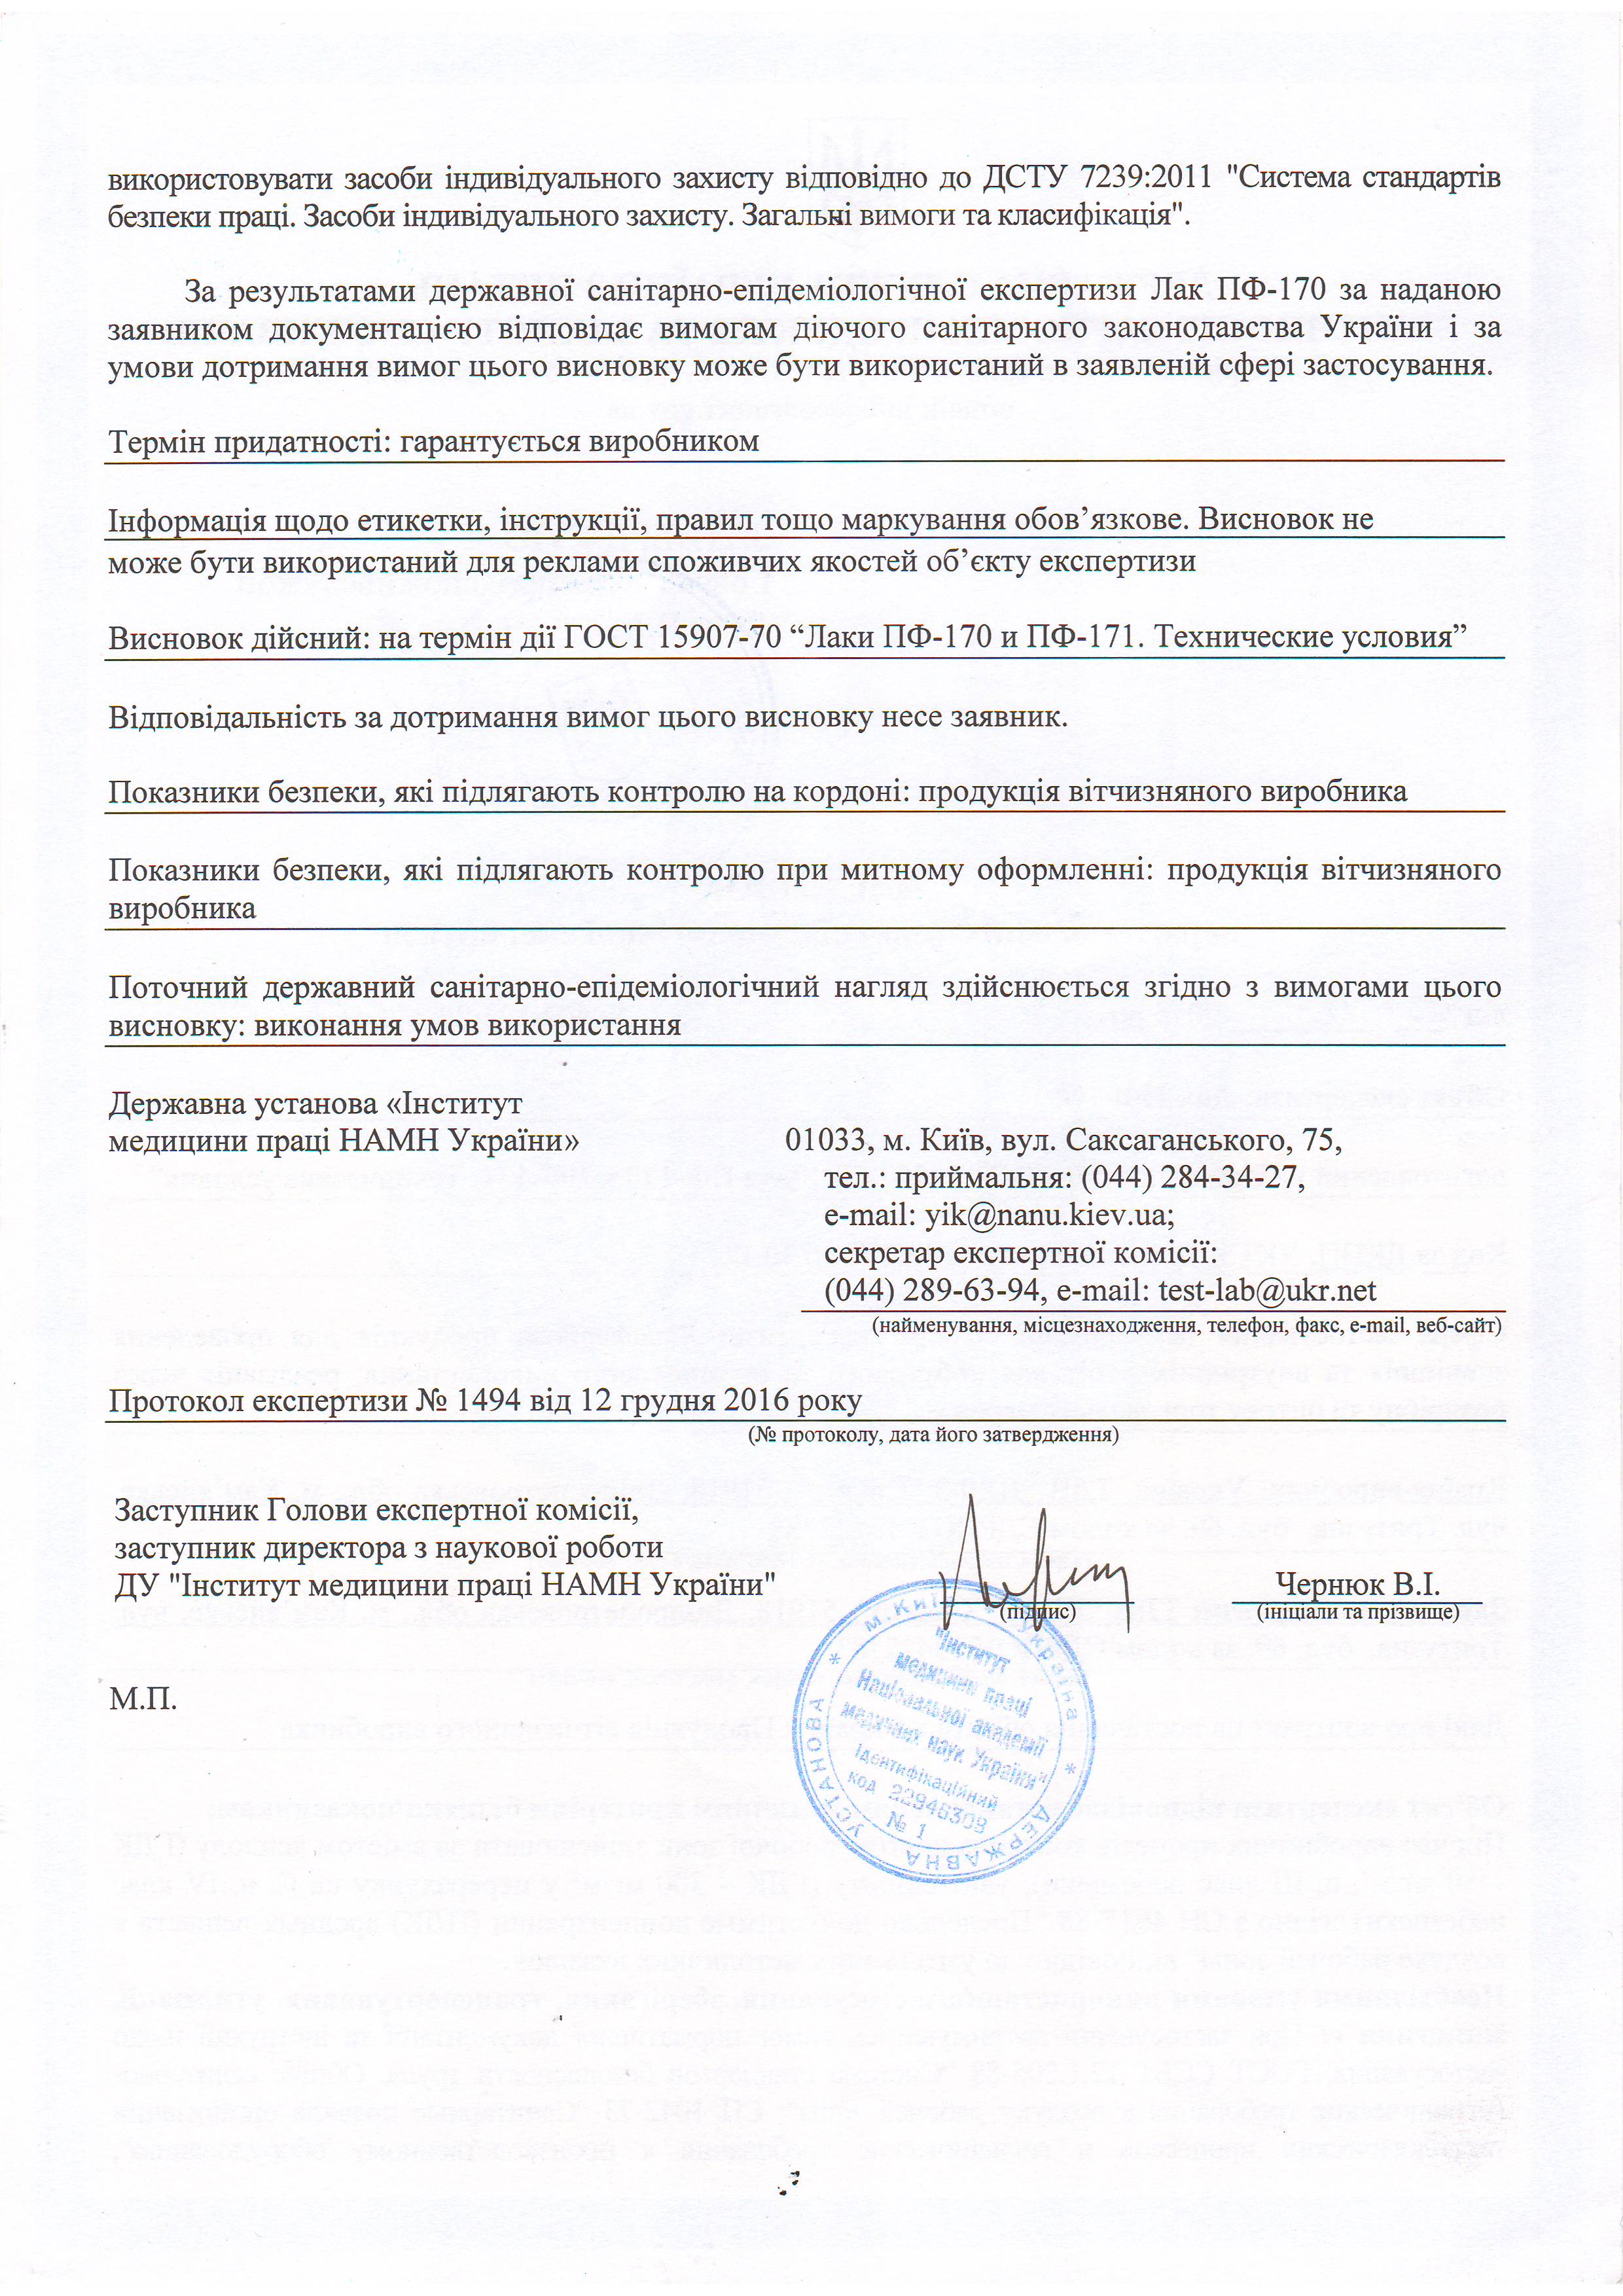 використовувати засоби індивідуального захисту відповідно до ДСТУ 7239:2011 "Система стандартів
безпеки праці. Засоби індивідуального захисту. Загальні вимоги та класифікація".
За результатами державної санітарно-епідеміологічної експертизи Лак ПФ-170 за наданою
заявником документацією відповідає вимогам діючого санітарного законодавства України і за
умови дотримання вимог цього висновку може бути використаний в заявленій сфері застосування.
Термін придатності: гарантується виробником
Інформація щодо етикетки, інструкції, правил тощо маркування обов’язкове. Висновок не
може бути використаний для реклами споживчих якостей об’єкту експертизи
Висновок дійсний: на термін дії ГОСТ 15907-70 “Лаки ПФ-170 и ПФ-171. Технические условия”
Відповідальність за дотримання вимог цього висновку несе заявник.
Показники безпеки, які підлягають контролю на кордоні: продукція вітчизняного виробника
Показники безпеки, які підлягають контролю при митному оформленні: продукція вітчизняного
виробника
Поточний державний санітарно-епідеміологічний нагляд здійснюється згідно з вимогами цього
висновку: виконання умов використання
Державна установа «Інститут
медицини праці НАМН України»
01033, м. Київ, вул. Саксаганського, 75,
тел.: приймальня: (044) 284-34-27,
e-mail: yik@nanu.kiev.ua;
секретар експертної комісії:
(044) 289-63-94, e-mail: test-lab@ukr.net
(найменування, місцезнаходження, телефон, факс, e-mail, веб-сайт)
Протокол експертизи № 1494 від 12 грудня 2016 року
(№ протоколу, дата його затвердження)
Заступник Голови експертної комісії,
заступник директора з наукової роботи
ДУ "Інститут медицини праці НАМН України"
Чернюк В.І.
(підпис)
(ініціали та прізвище)
М.П.
м.Київ * Україна * ДЕРЖАВНА УСТАНОВА *
"Інститут
медицини праці
Національної академії
медичних наук України"
Ідентифікаційний
код 22946309
№ 1